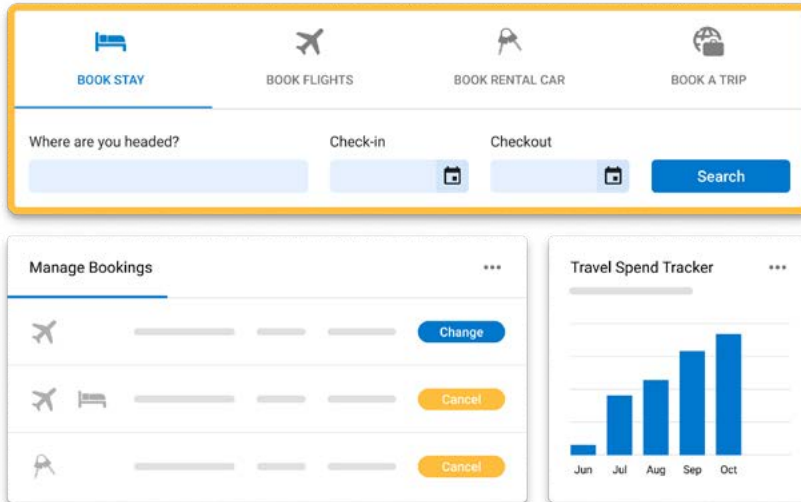 BOOK STAY BOOK FLIGHTS BOOK RENTAL CAR BOOK A TRIP
Where are you headed? Check-in Checkout
Search
Manage Bookings
Change
Cancel
Cancel
Travel Spend Tracker
Jun Jul Aug Sep Oct